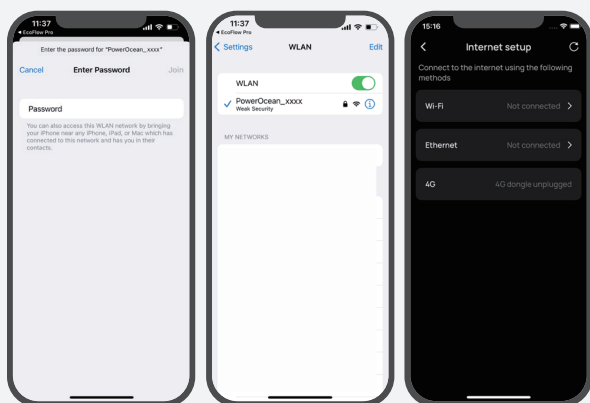 11:37
◀ EcoFlow Pro
Enter the password for "PowerOcean_xxxx"
Cancel
Enter Password
Join
Password
You can also access this WLAN network by bringing
your iPhone near any iPhone, iPad, or Mac which has
connected to this network and has you in their
contacts.
11:37
◀ EcoFlow Pro
Settings
WLAN
Edit
WLAN
PowerOcean_xxxx
Weak Security
MY NETWORKS
15:16
Internet setup
Connect to the internet using the following
methods
Wi-Fi
Not connected
Ethernet
Not connected
4G
4G dongle unplugged